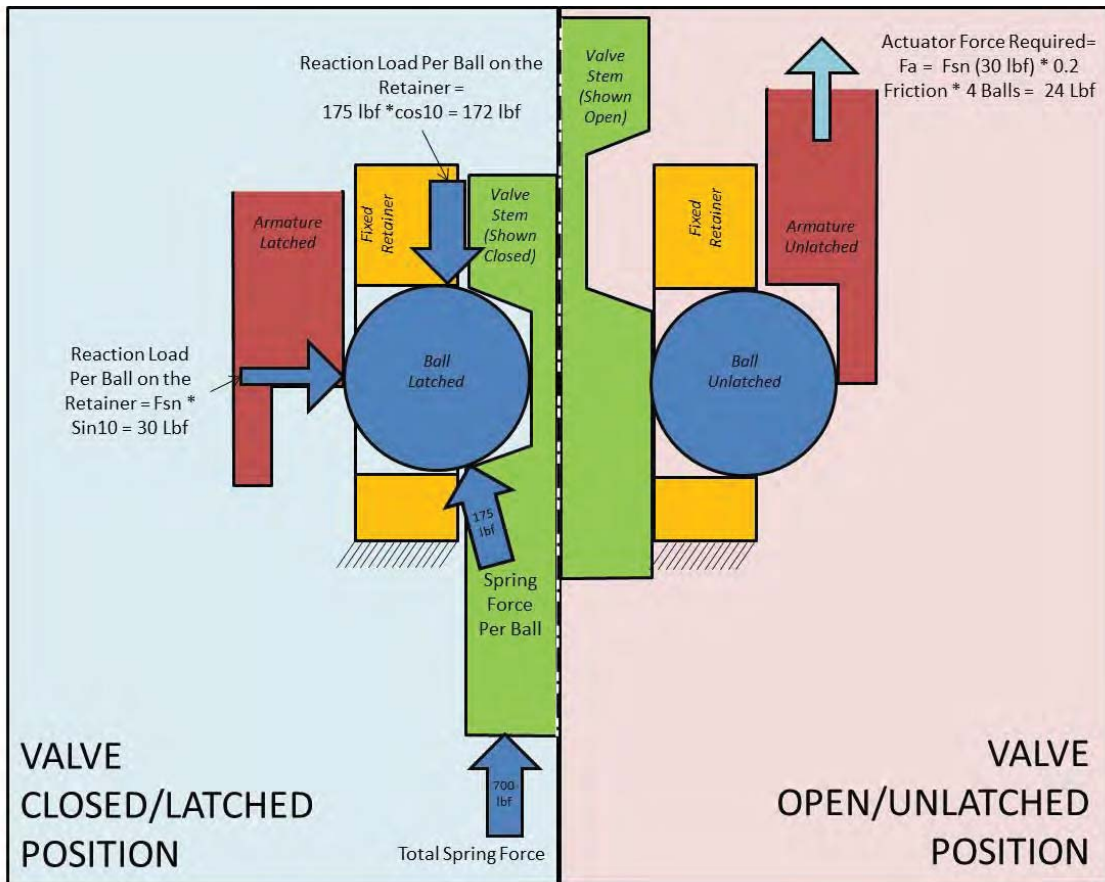 Reaction Load Per Ball on the
Retainer =
175 lbf *cos10 = 172 lbf
Armature
Latched
Fixed
Retainer
Valve
Stem
(Shown
Closed)
Reaction Load
Per Ball on the
Retainer = Fsn *
Sin10 = 30 Lbf
Ball
Latched
175
lbf
Spring
Force
Per Ball
700
lbf
Total Spring Force
VALVE
CLOSED/LATCHED
POSITION
Valve
Stem
(Shown
Open)
Actuator Force Required=
Fa = Fsn (30 lbf) * 0.2
Friction * 4 Balls = 24 Lbf
Fixed
Retainer
Armature
Unlatched
Ball
Unlatched
VALVE
OPEN/UNLATCHED
POSITION